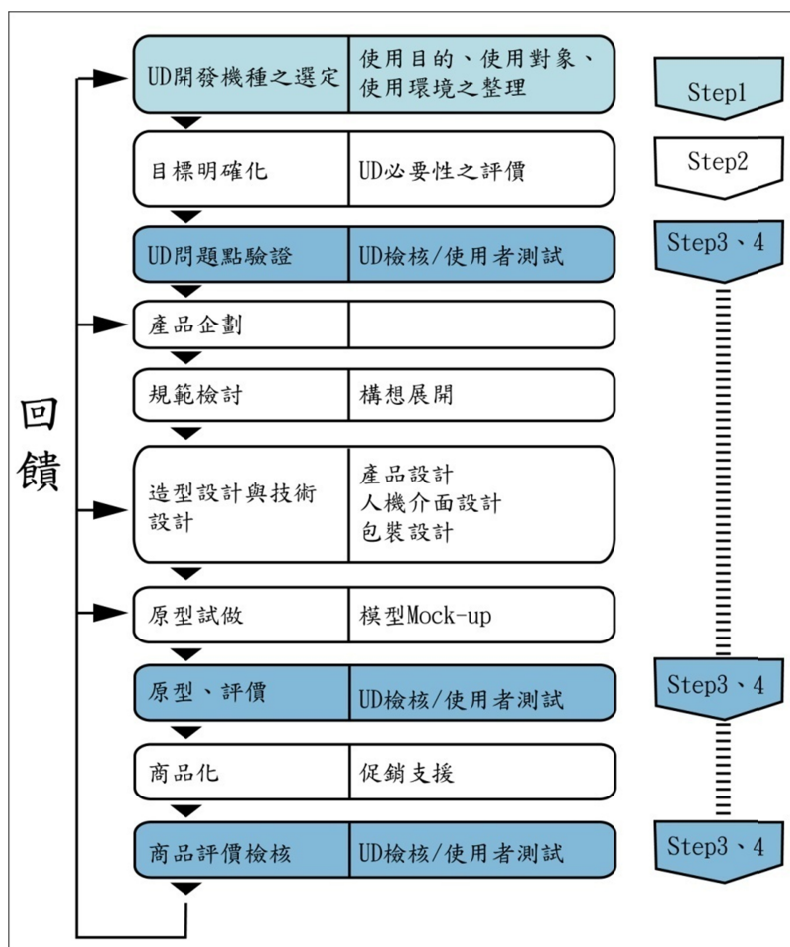 UD開發機種之選定
使用目的、使用對象、
使用環境之整理
Step1
目標明確化
UD必要性之評價
Step2
UD問題點驗證
UD檢核/使用者測試
Step3、4
產品企劃
規範檢討
構想展開
回饋
造型設計與技術
設計
產品設計
人機介面設計
包裝設計
原型試做
模型Mock-up
原型、評價
UD檢核/使用者測試
Step3、4
商品化
促銷支援
商品評價檢核
UD檢核/使用者測試
Step3、4